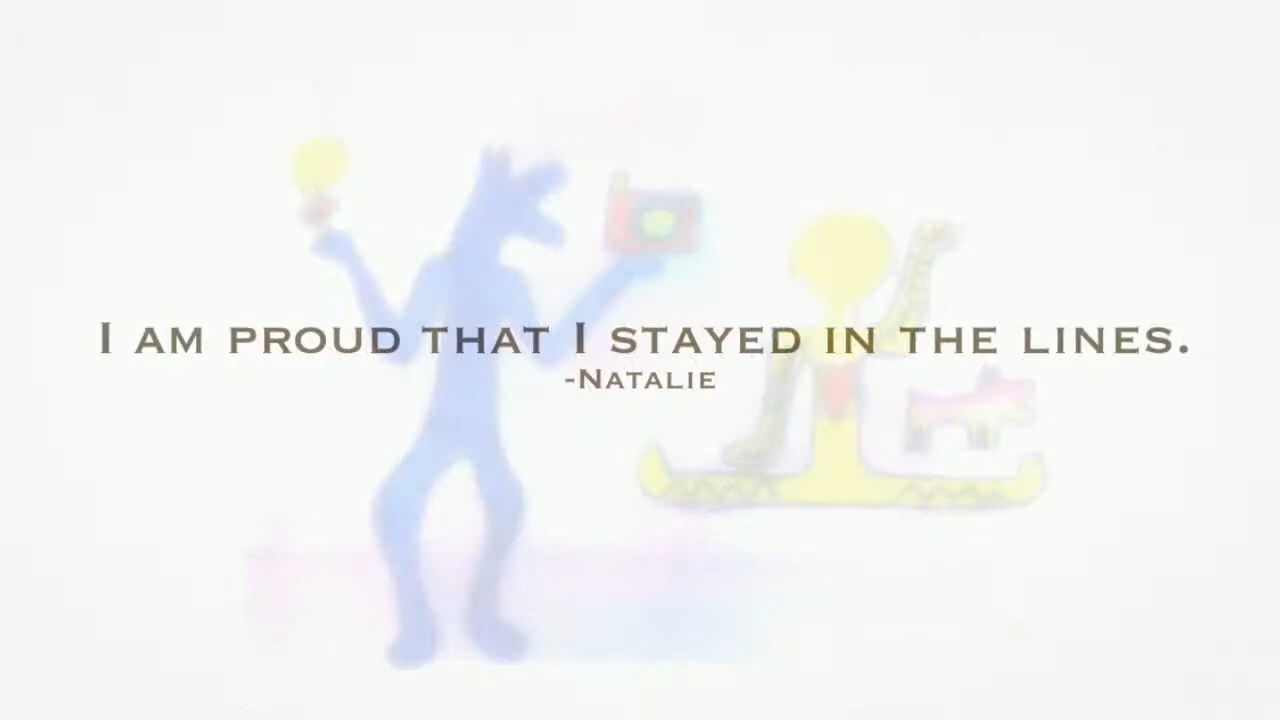 I AM PROUD THAT I STAYED IN THE LINES.
-NATALIE